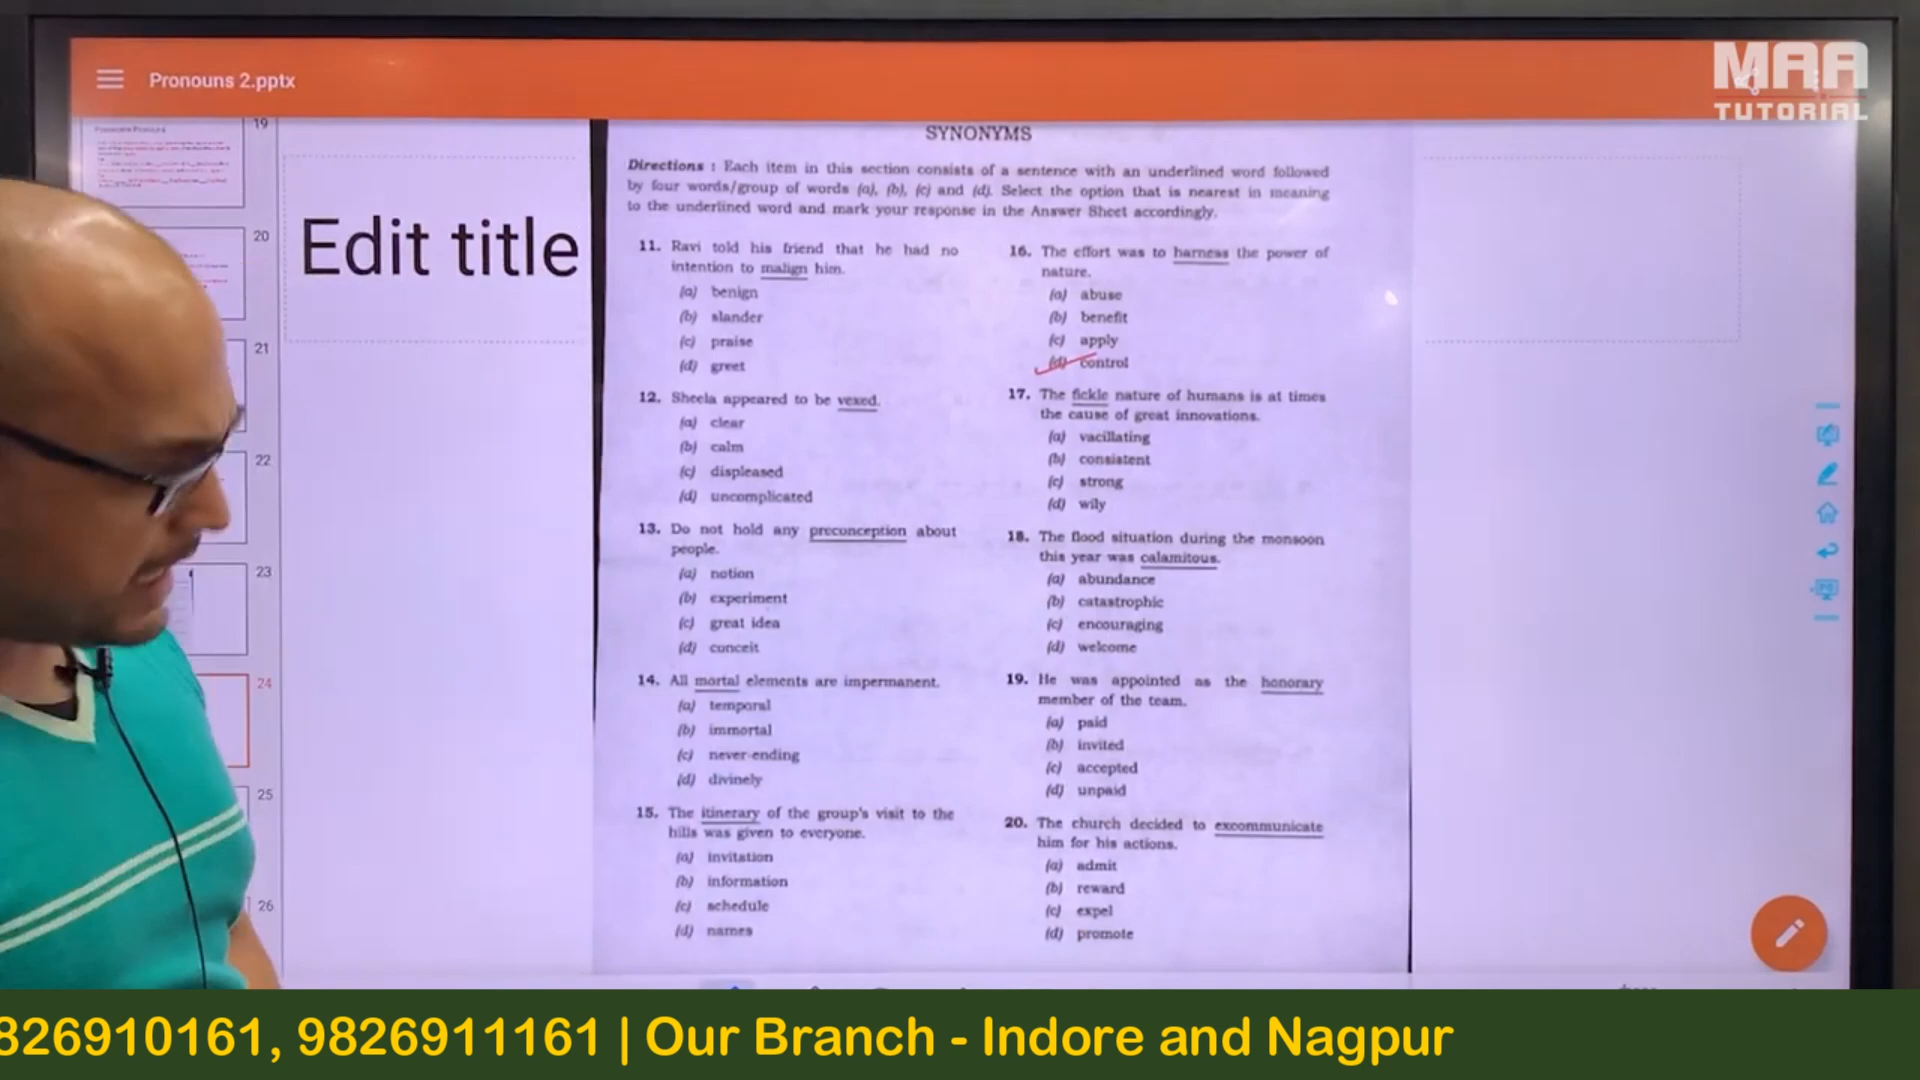 Pronouns 2.pptx
MAA
TUTORIAL
19
20
21
22
23
24
25
26
Edit title
SYNONYMS
Directions : Each item in this section consists of a sentence with an underlined word followed
by four words/group of words (a), (b), (c) and (d). Select the option that is nearest in meaning
to the underlined word and mark your response in the Answer Sheet accordingly.
11. Ravi told his friend that he had no
intention to malign him.
(a) benign
(b) slander
(c) praise
(d) greet
12. Sheela appeared to be vexed.
(a) clear
(b) calm
(c) displeased
(d) uncomplicated
13. Do not hold any preconception about
people.
(a) notion
(b) experiment
(c) great idea
(d) conceit
14. All mortal elements are impermanent.
(a) temporal
(b) immortal
(c) never-ending
(d) divinely
15. The itinerary of the group's visit to the
hills was given to everyone.
(a) invitation
(b) information
(c) schedule
(d) names
16. The effort was to harness the power of
nature.
(a) abuse
(b) benefit
(c) apply
(d) control
17. The fickle nature of humans is at times
the cause of great innovations.
(a) vacillating
(b) consistent
(c) strong
(d) wily
18. The flood situation during the monsoon
this year was calamitous.
(a) abundance
(b) catastrophic
(c) encouraging
(d) welcome
19. He was appointed as the honorary
member of the team.
(a) paid
(b) invited
(c) accepted
(d) unpaid
20. The church decided to excommunicate
him for his actions.
(a) admit
(b) reward
(c) expel
(d) promote
826910161, 9826911161 | Our Branch - Indore and Nagpur